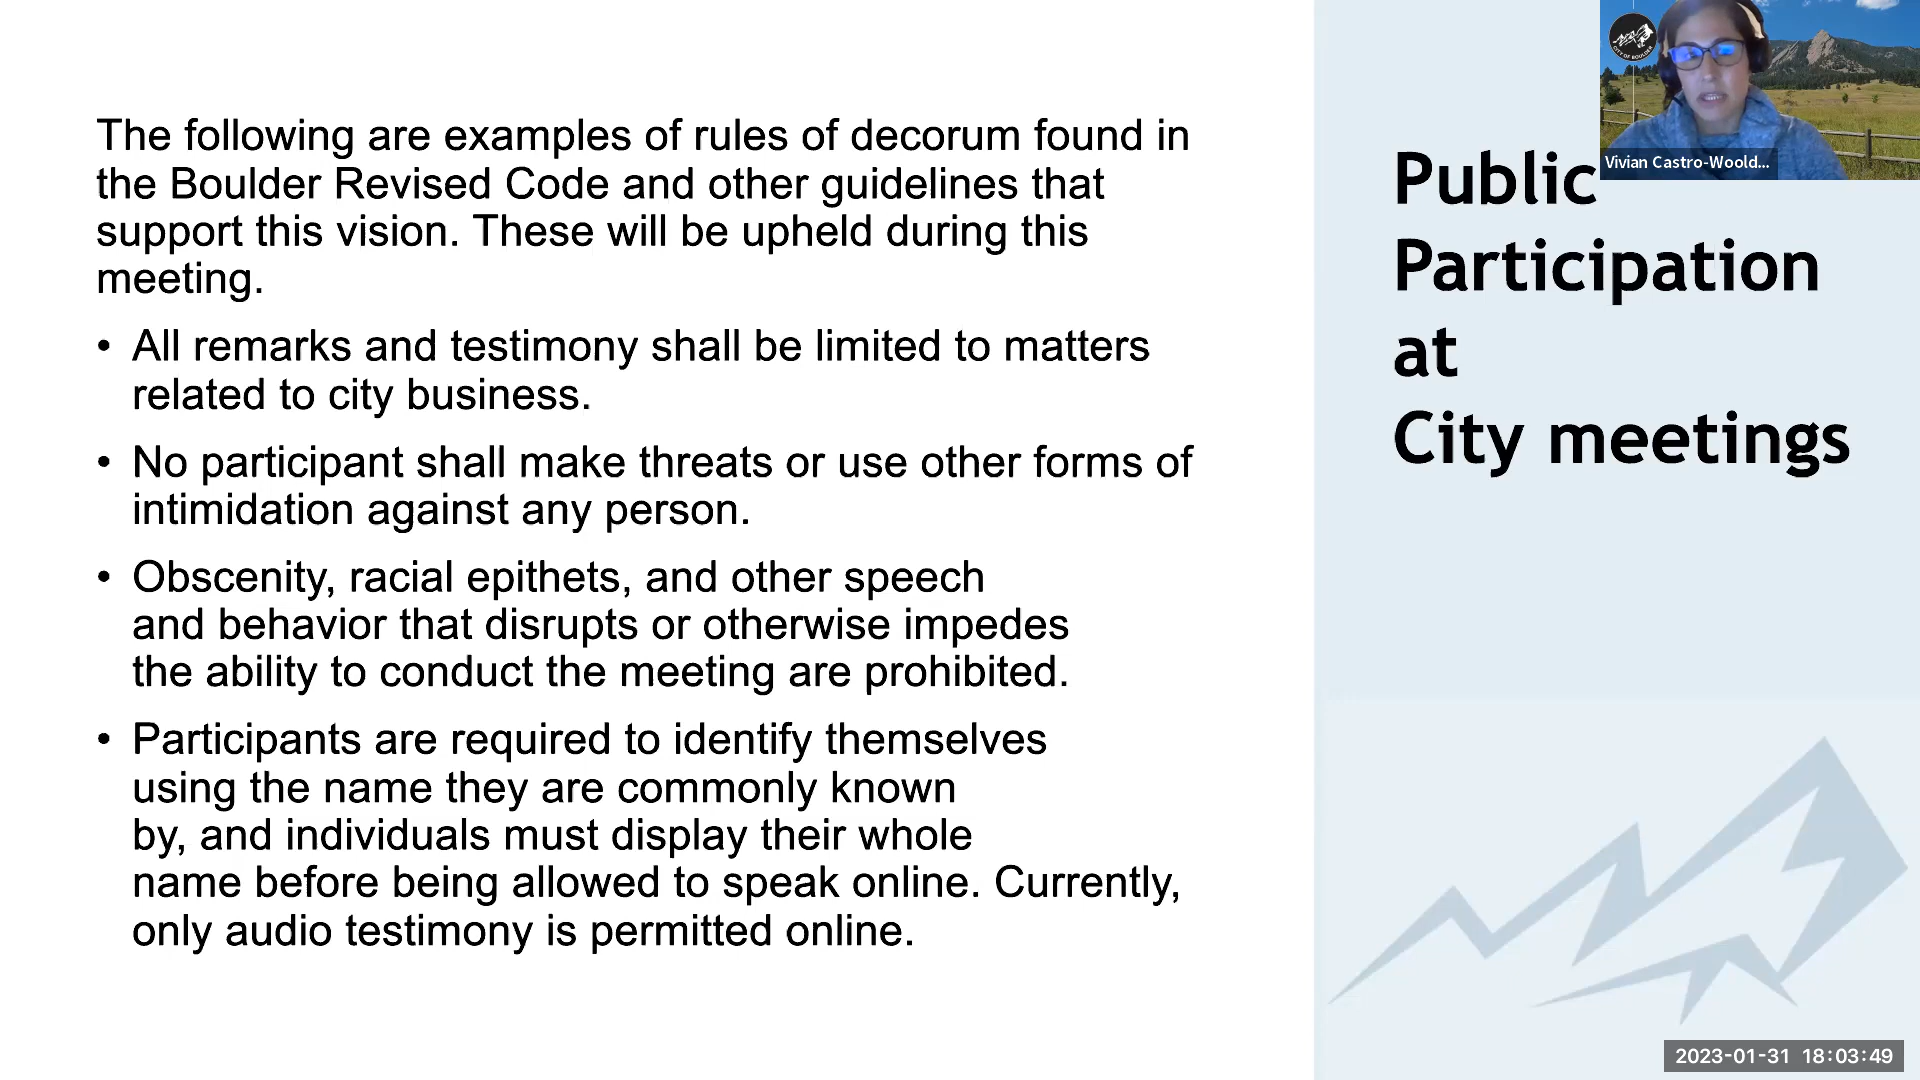 The following are examples of rules of decorum found in
the Boulder Revised Code and other guidelines that
support this vision. These will be upheld during this
meeting.
• All remarks and testimony shall be limited to matters
related to city business.
• No participant shall make threats or use other forms of
intimidation against any person.
• Obscenity, racial epithets, and other speech
and behavior that disrupts or otherwise impedes
the ability to conduct the meeting are prohibited.
• Participants are required to identify themselves
using the name they are commonly known
by, and individuals must display their whole
name before being allowed to speak online. Currently,
only audio testimony is permitted online.
Public
Participation
at
City meetings
CITY OF BOULDER
Vivian Castro-Woold...
2023-01-31 18:03:49